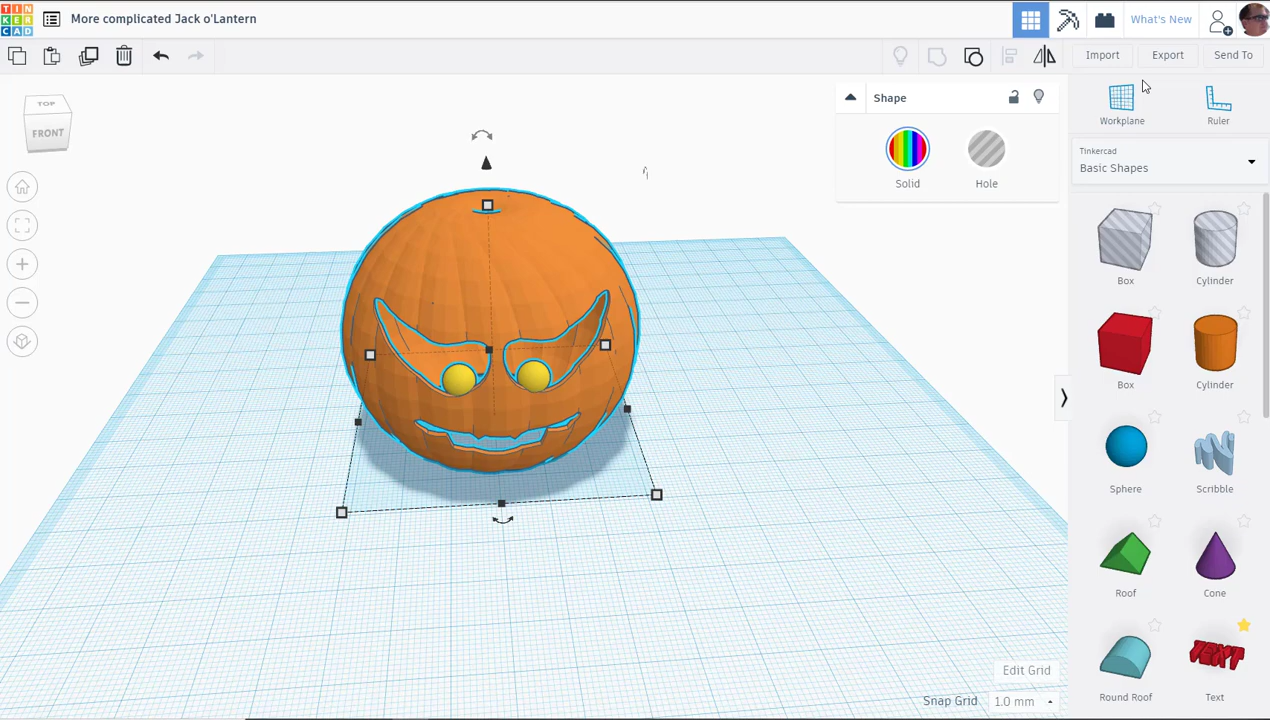 TIN
KER
CAD
More complicated Jack o'Lantern
What's New
Import
Export
Send To
TOP
FRONT
Shape
Solid
Hole
Workplane
Ruler
Tinkercad
Basic Shapes
Box
Cylinder
Box
Cylinder
Sphere
Scribble
Roof
Cone
Round Roof
TEXT
Text
Edit Grid
Snap Grid
1.0 mm